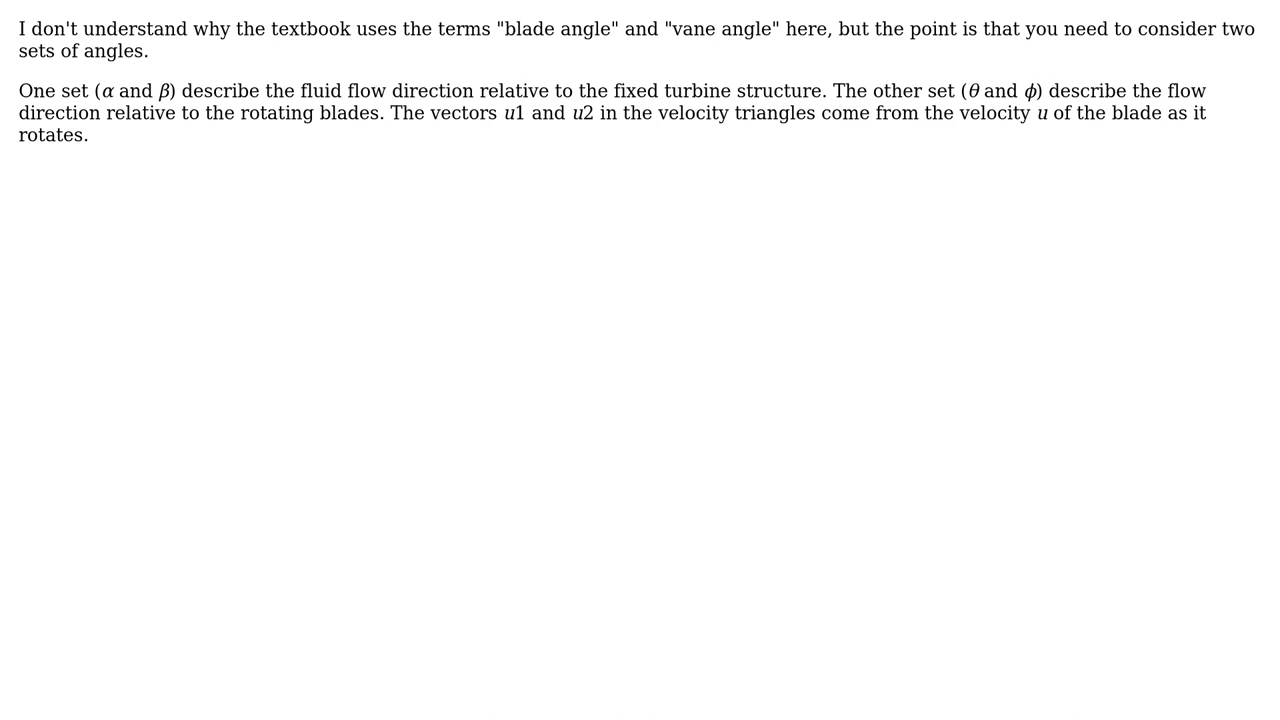 I don't understand why the textbook uses the terms "blade angle" and "vane angle" here, but the point is that you need to consider two
sets of angles.
One set (α and β) describe the fluid flow direction relative to the fixed turbine structure. The other set (θ and ϕ) describe the flow
direction relative to the rotating blades. The vectors u1 and u2 in the velocity triangles come from the velocity u of the blade as it
rotates.